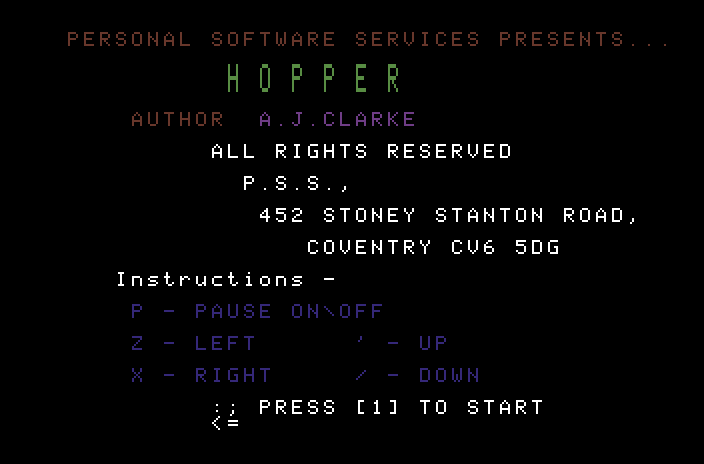 PERSONAL SOFTWARE SERVICES PRESENTS...
HOPPER
AUTHOR A.J.CLARKE
ALL RIGHTS RESERVED
P.S.S.,
452 STONEY STANTON ROAD,
COVENTRY CV6 5DG
Instructions -
P - PAUSE ON\OFF
Z - LEFT ' - UP
X - RIGHT / - DOWN
:; PRESS [1] TO START
<=